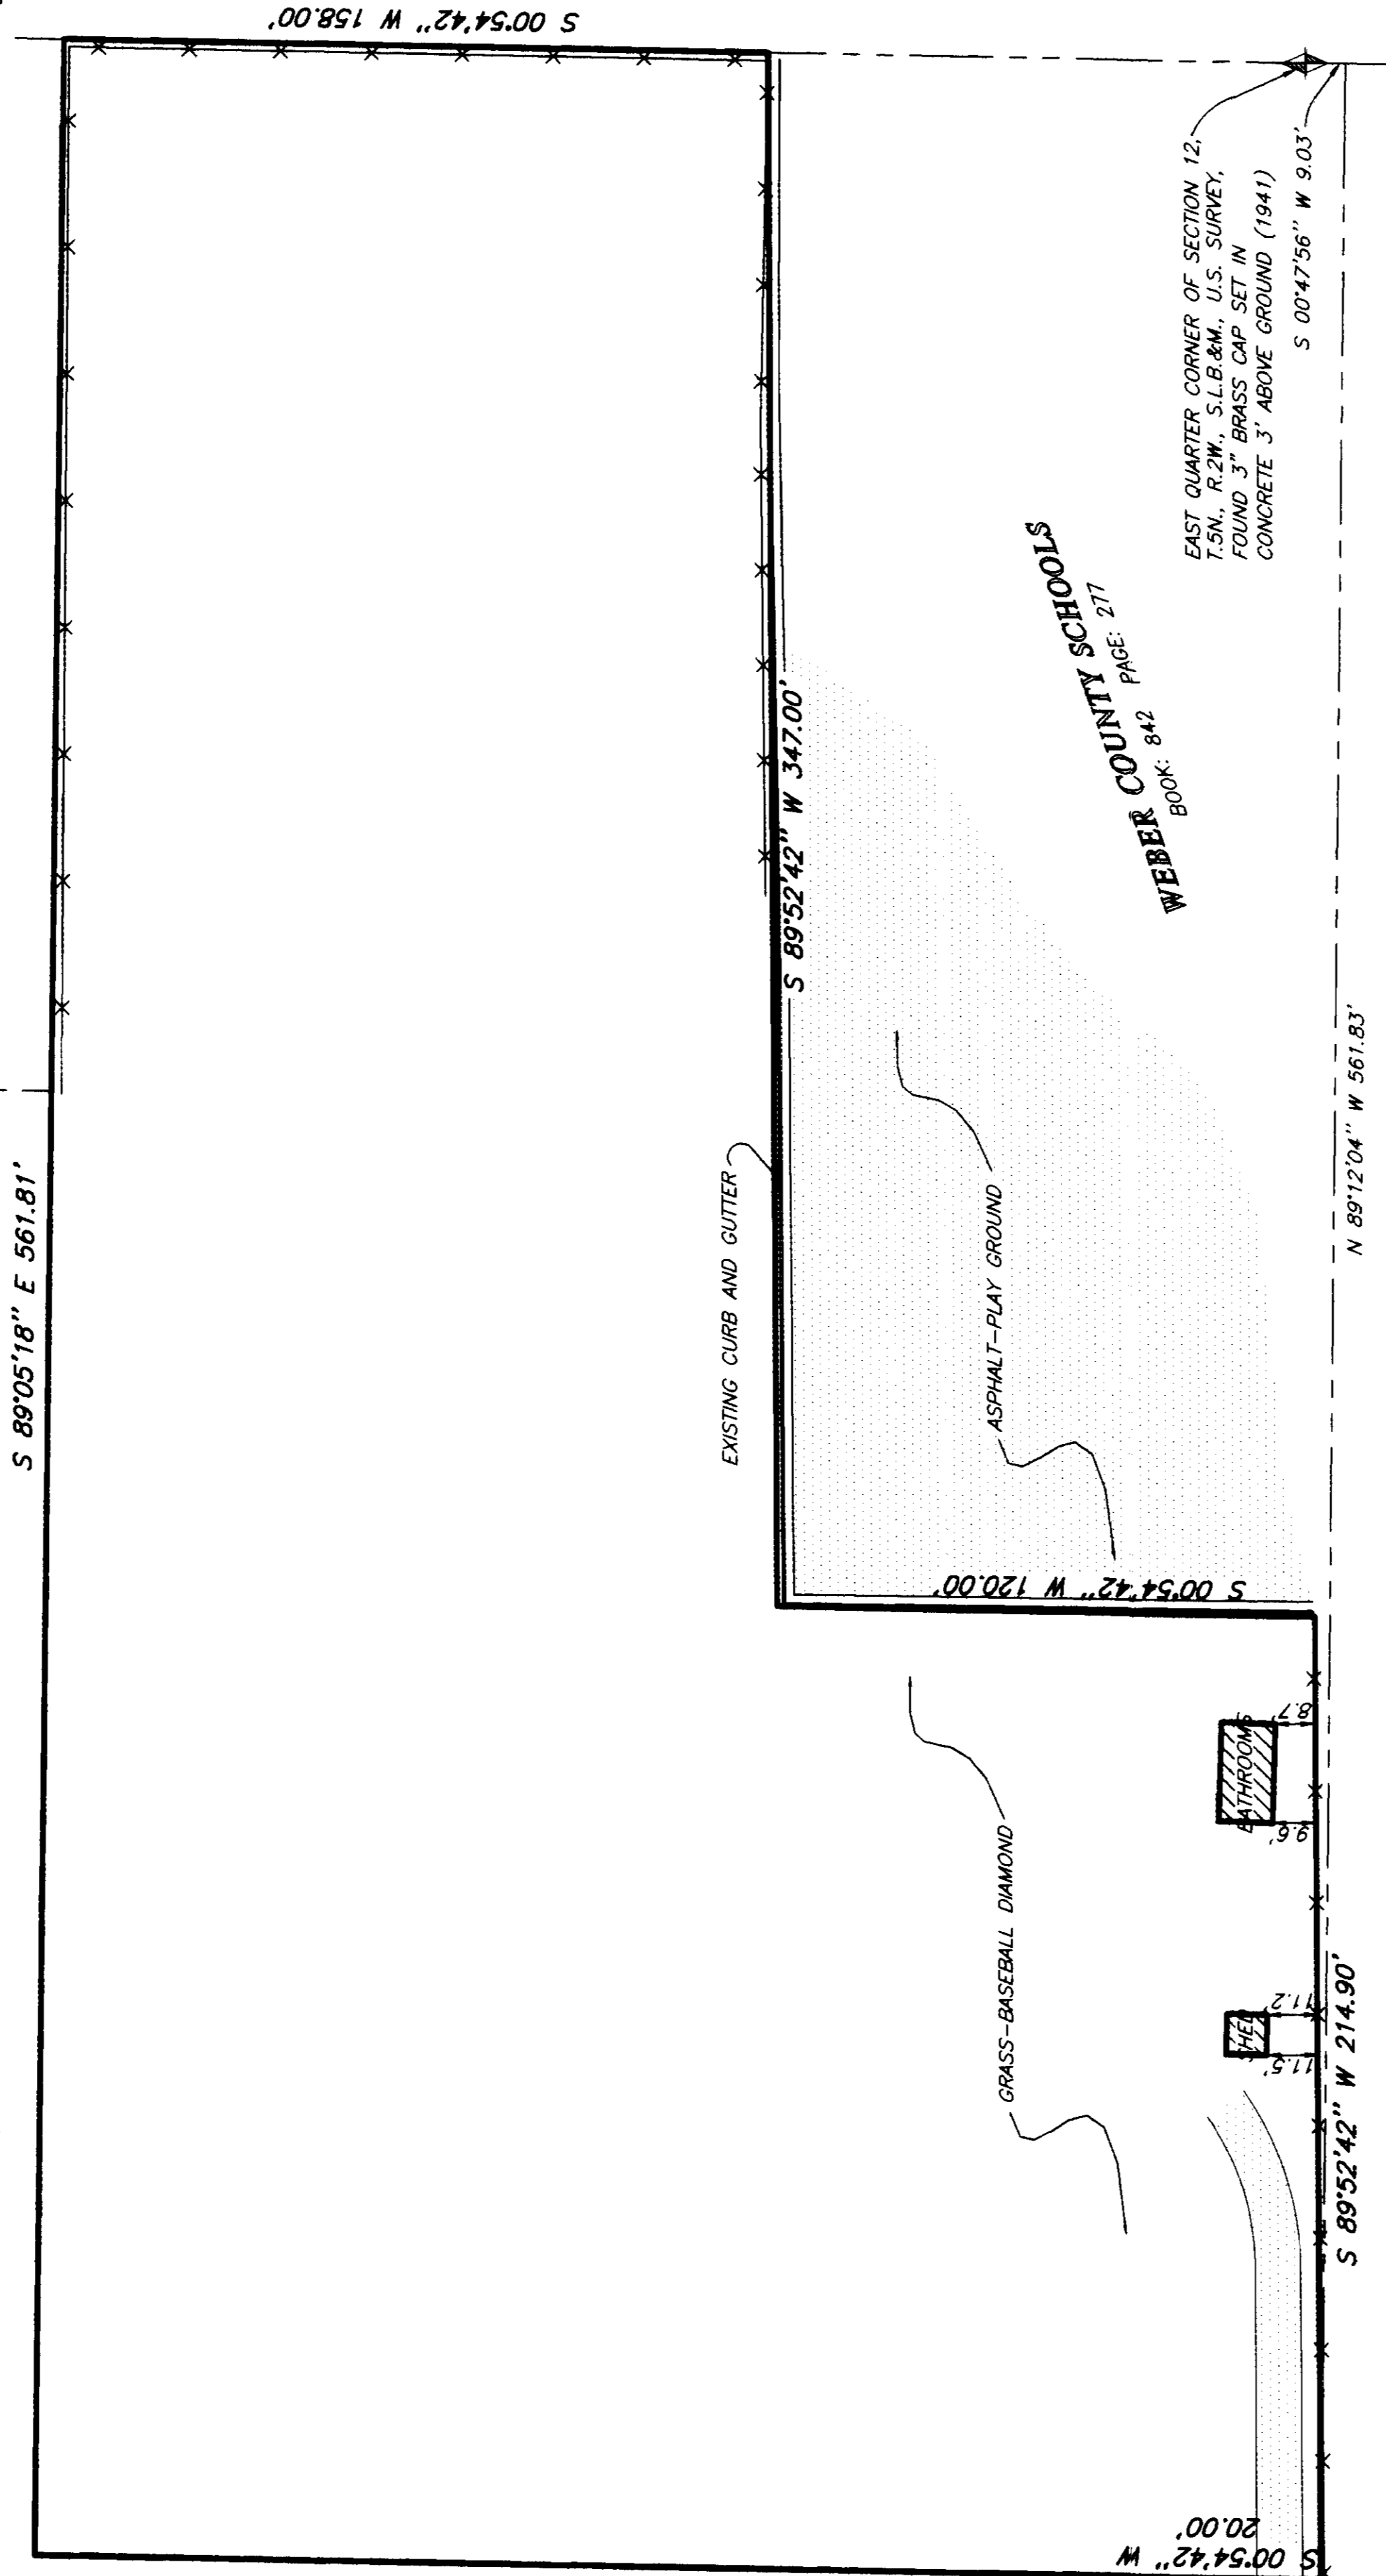 S 00°54'42" W 158.00'
S 89°05'18" E 561.81'
EAST QUARTER CORNER OF SECTION 12,
T.5N., R.2W., S.L.B.&M., U.S. SURVEY,
FOUND 3" BRASS CAP SET IN
CONCRETE 3' ABOVE GROUND (1941)
S 00°47'56" W 9.03'
WEBER COUNTY SCHOOLS
BOOK: 842 PAGE: 277
S 89°52'42" W 347.00'
EXISTING CURB AND GUTTER
ASPHALT-PLAY GROUND
N 89°12'04" W 561.83'
S 00°54'42" W 120.00'
GRASS-BASEBALL DIAMOND
BATHROOMS
8.7'
9.6'
SHED
11.2'
11.5'
S 89°52'42" W 214.90'
S 00°54'42" W
20.00'